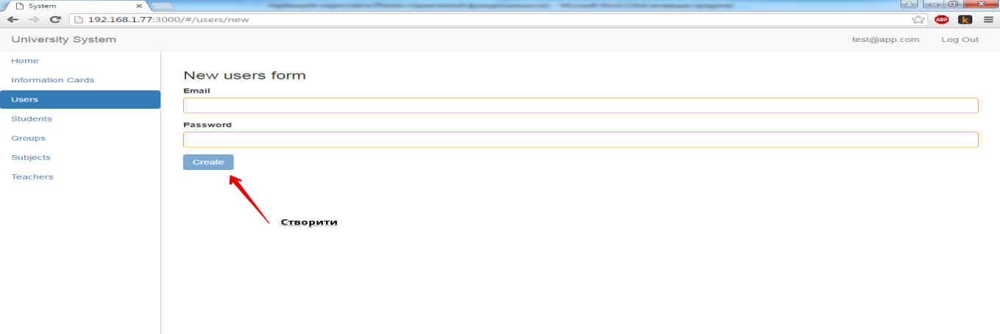 System
192.168.1.77:3000/#/users/new
ABP
k
University System
test@app.com Log Out
Home
Information Cards
Users
Students
Groups
Subjects
Teachers
New users form
Email
Password
Create
Створити